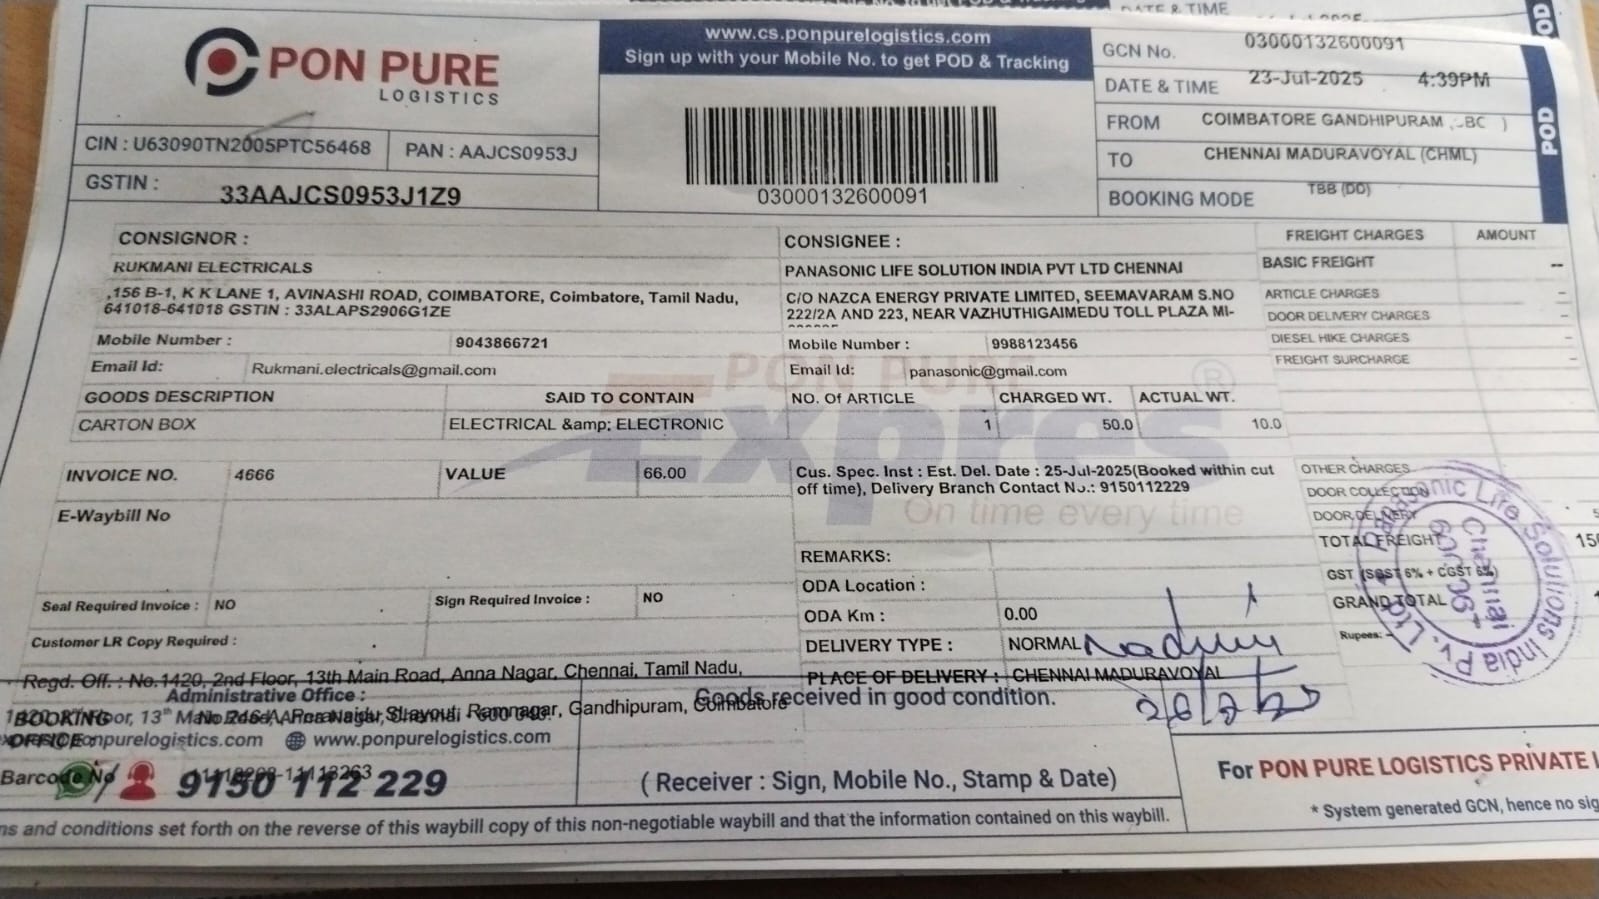 DATE & TIME
PON PURE
LOGISTICS
www.cs.ponpurelogistics.com
Sign up with your Mobile No. to get POD & Tracking
GCN No. 03000132600091
DATE & TIME 23-Jul-2025 4:39PM
FROM COIMBATORE GANDHIPURAM
TO CHENNAI MADURAVOYAL (CHML)
BOOKING MODE TBB (DD)
POD
CIN : U63090TN2005PTC56468 PAN : AAJCS0953J
GSTIN : 33AAJCS0953J1Z9
03000132600091
CONSIGNOR :
RUKMANI ELECTRICALS
,156 B-1, K K LANE 1, AVINASHI ROAD, COIMBATORE, Coimbatore, Tamil Nadu,
641018-641018 GSTIN : 33ALAPS2906G1ZE
Mobile Number : 9043866721
Email Id: Rukmani.electricals@gmail.com
CONSIGNEE :
PANASONIC LIFE SOLUTION INDIA PVT LTD CHENNAI
C/O NAZCA ENERGY PRIVATE LIMITED, SEEMAVARAM S.NO
222/2A AND 223, NEAR VAZHUTHIGAIMEDU TOLL PLAZA MI-
Mobile Number : 9988123456
Email Id: panasonic@gmail.com
FREIGHT CHARGES AMOUNT
BASIC FREIGHT --
ARTICLE CHARGES -
DOOR DELIVERY CHARGES -
DIESEL HIKE CHARGES -
FREIGHT SURCHARGE -
PON PURE
Expres
On time every time
GOODS DESCRIPTION SAID TO CONTAIN NO. Of ARTICLE CHARGED WT. ACTUAL WT.
CARTON BOX ELECTRICAL &amp; ELECTRONIC 1 50.0 10.0
INVOICE NO. 4666 VALUE 66.00
Cus. Spec. Inst : Est. Del. Date : 25-Jul-2025(Booked within cut
off time), Delivery Branch Contact No.: 9150112229
E-Waybill No
OTHER CHARGES
DOOR COLLECTION
DOOR DELIVERY
TOTAL FREIGHT
GST (SGST 6% + CGST 6%)
GRAND TOTAL
Rupees: -
Panasonic Life Solutions India Pvt. Ltd.
Chennai
REMARKS:
ODA Location :
ODA Km : 0.00
DELIVERY TYPE : NORMAL
PLACE OF DELIVERY : CHENNAI MADURAVOYAL
Seal Required Invoice : NO Sign Required Invoice : NO
Customer LR Copy Required :
Regd. Off. : No.1420, 2nd Floor, 13th Main Road, Anna Nagar, Chennai, Tamil Nadu,
Administrative Office :
Goods received in good condition.
BOOKING
OFFICE :
www.ponpurelogistics.com
Barcode No
9150 112 229
( Receiver : Sign, Mobile No., Stamp & Date)
For PON PURE LOGISTICS PRIVATE
* System generated GCN, hence no
and conditions set forth on the reverse of this waybill copy of this non-negotiable waybill and that the information contained on this waybill.